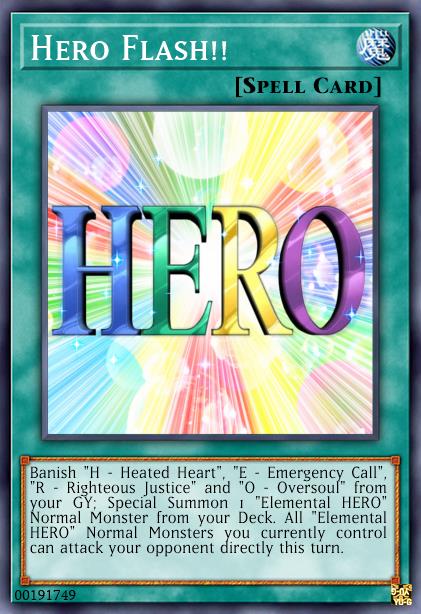 HERO FLASH!!
魔
[SPELL CARD]
HERO
Banish "H - Heated Heart", "E - Emergency Call",
"R - Righteous Justice" and "O - Oversoul" from
your GY; Special Summon 1 "Elemental HERO"
Normal Monster from your Deck. All "Elemental
HERO" Normal Monsters you currently control
can attack your opponent directly this turn.
00191749